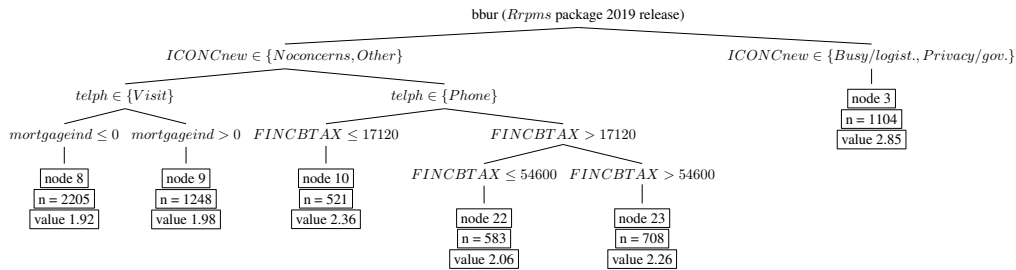 bbur (Rrpms package 2019 release)
ICONCnew ∈ {Noconcerns, Other}
ICONCnew ∈ {Busy/logist., Privacy/gov.}
telph ∈ {Visit}
telph ∈ {Phone}
node 3
n = 1104
value 2.85
mortgageind ≤ 0
mortgageind > 0
FINCBTAX ≤ 17120
FINCBTAX > 17120
node 8
n = 2205
value 1.92
node 9
n = 1248
value 1.98
node 10
n = 521
value 2.36
FINCBTAX ≤ 54600
FINCBTAX > 54600
node 22
n = 583
value 2.06
node 23
n = 708
value 2.26